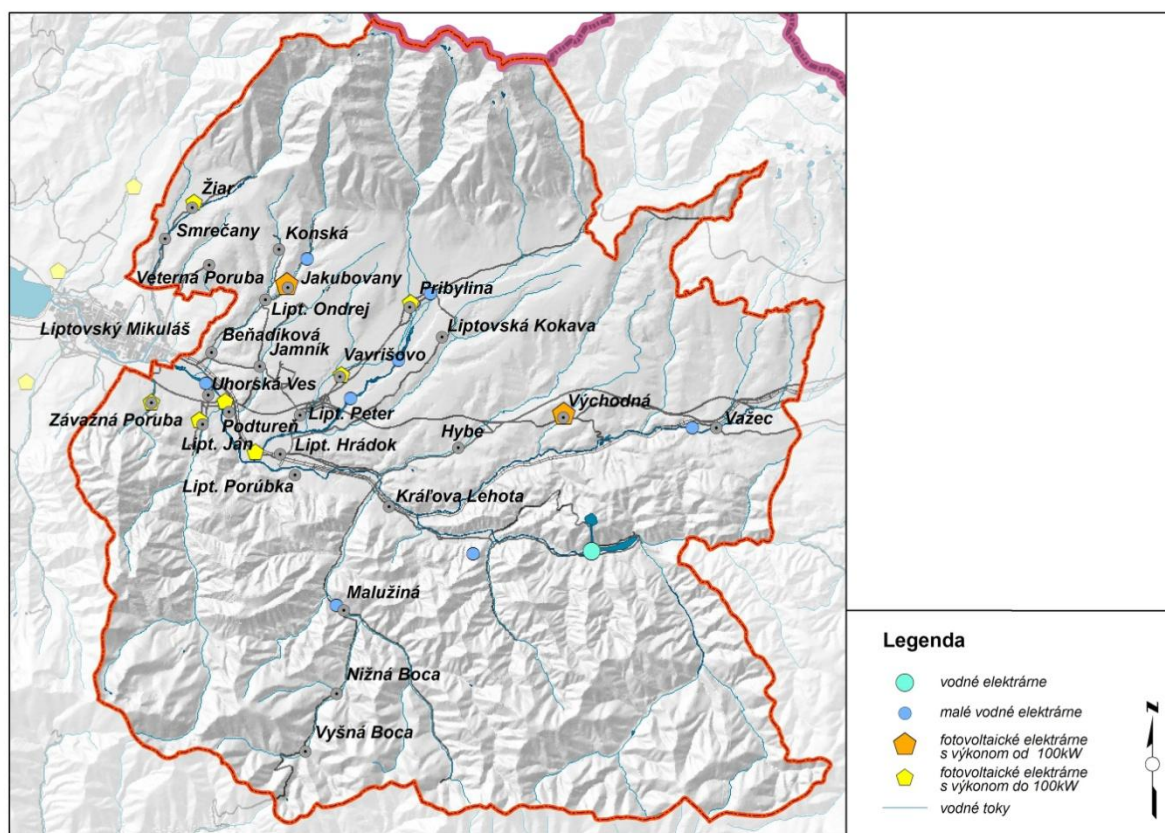 Žiar
Smrečany
Konská
Veterná Poruba
Jakubovany
Pribylina
Lipt. Ondrej
Liptovský Mikuláš
Liptovská Kokava
Beňadiková
Jamník
Vavrišovo
Uhorská Ves
Závažná Poruba
Podtureň
Lipt. Peter
Východná
Važec
Lipt. Ján
Lipt. Hrádok
Hybe
Lipt. Porúbka
Kráľova Lehota
Malužiná
Nižná Boca
Vyšná Boca
Legenda
vodné elektrárne
malé vodné elektrárne
fotovoltaické elektrárne
s výkonom od 100kW
fotovoltaické elektrárne
s výkonom do 100kW
vodné toky
Z